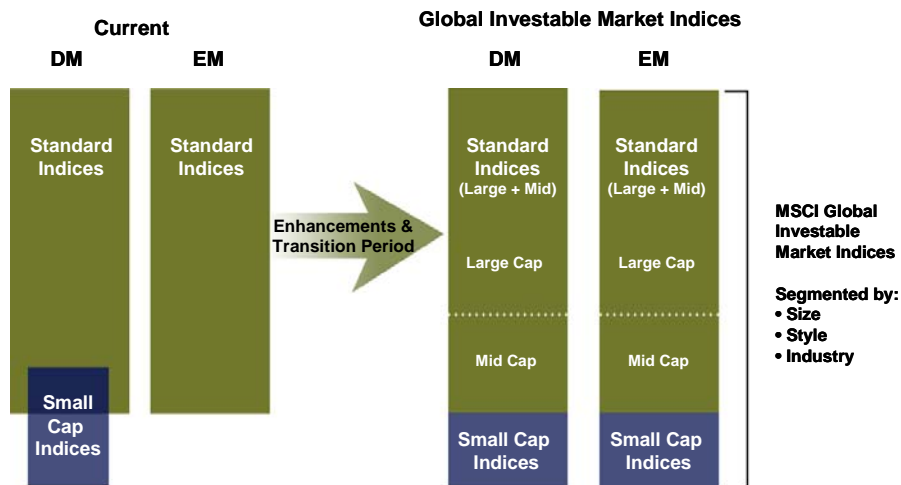 Current
DM
EM
Standard
Indices
Standard
Indices
Small
Cap
Indices
Enhancements &
Transition Period
Global Investable Market Indices
DM
EM
Standard
Indices
(Large + Mid)
Large Cap
Mid Cap
Small Cap
Indices
Standard
Indices
(Large + Mid)
Large Cap
Mid Cap
Small Cap
Indices
MSCI Global
Investable
Market Indices
Segmented by:
• Size
• Style
• Industry